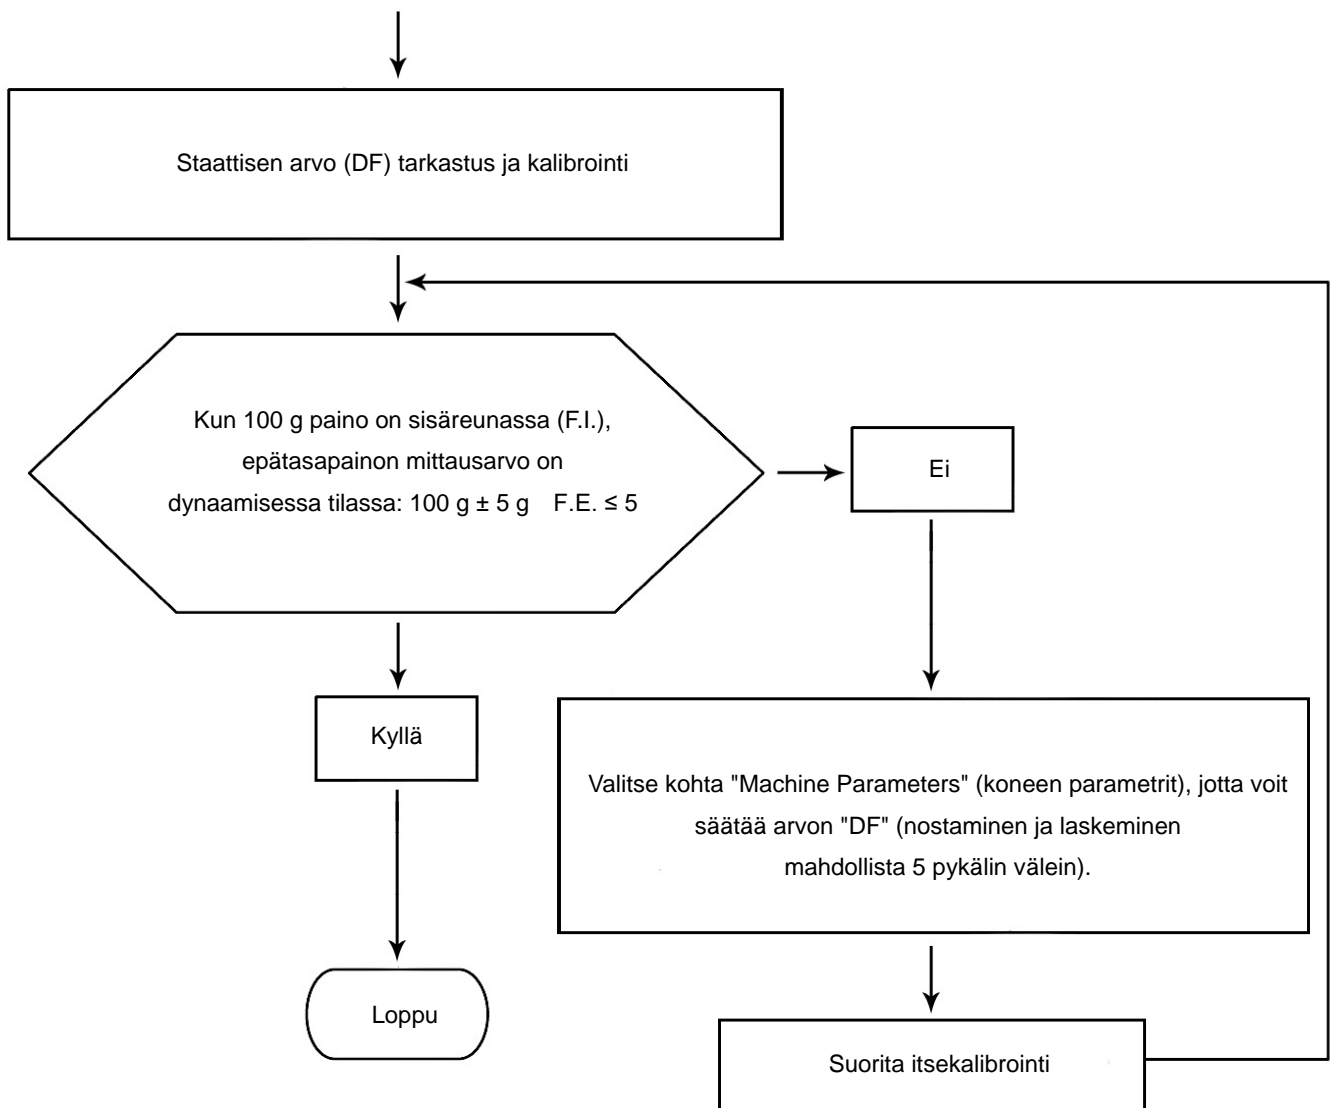 Staattisen arvo (DF) tarkastus ja kalibrointi
Kun 100 g paino on sisäreunassa (F.I.),
epätasapainon mittausarvo on
dynaamisessa tilassa: 100 g ± 5 g F.E. ≤ 5
Ei
Kyllä
Valitse kohta "Machine Parameters" (koneen parametrit), jotta voit
säätää arvon "DF" (nostaminen ja laskeminen
mahdollista 5 pykälin välein).
Loppu
Suorita itsekalibrointi